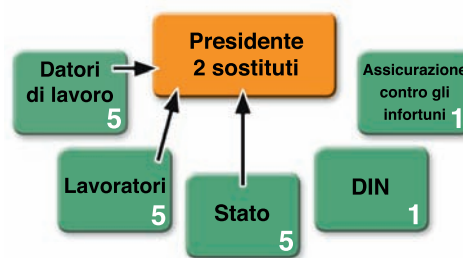 Presidente
2 sostituti
Datori
di lavoro
5
Assicurazione
contro gli
infortuni 1
Lavoratori
5
Stato
5
DIN
1